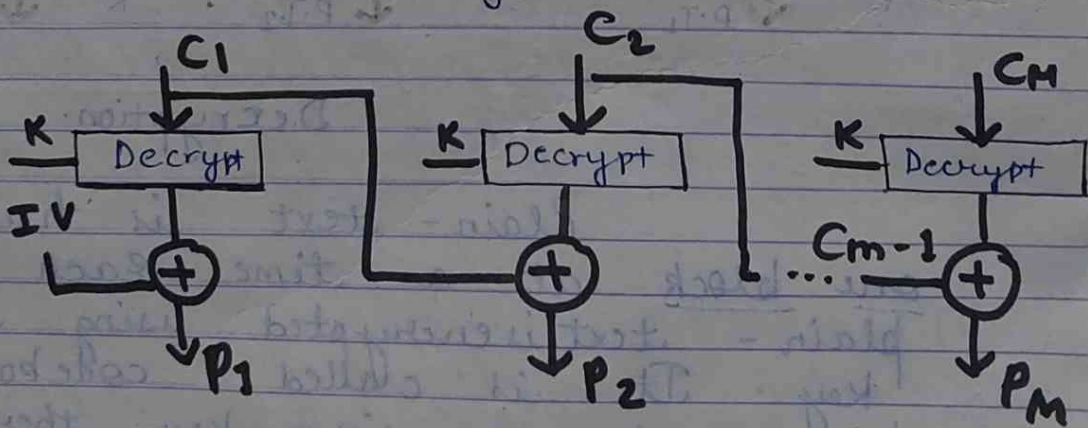 C1 C2 CM
K Decrypt K Decrypt K Decrypt
IV Cm-1
+ + ... +
P1 P2 PM